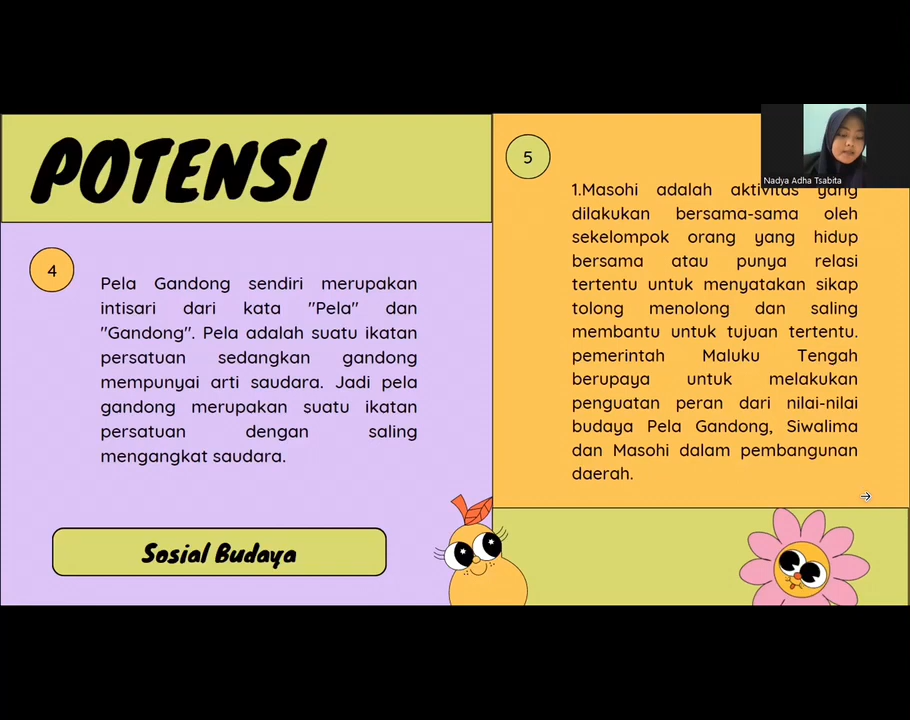 POTENSI
4
Pela Gandong sendiri merupakan
intisari dari kata "Pela" dan
"Gandong". Pela adalah suatu ikatan
persatuan sedangkan gandong
mempunyai arti saudara. Jadi pela
gandong merupakan suatu ikatan
persatuan dengan saling
mengangkat saudara.
Sosial Budaya
5
Nadya Adha Tsabita
1.Masohi adalah aktivitas yang
dilakukan bersama-sama oleh
sekelompok orang yang hidup
bersama atau punya relasi
tertentu untuk menyatakan sikap
tolong menolong dan saling
membantu untuk tujuan tertentu.
pemerintah Maluku Tengah
berupaya untuk melakukan
penguatan peran dari nilai-nilai
budaya Pela Gandong, Siwalima
dan Masohi dalam pembangunan
daerah.